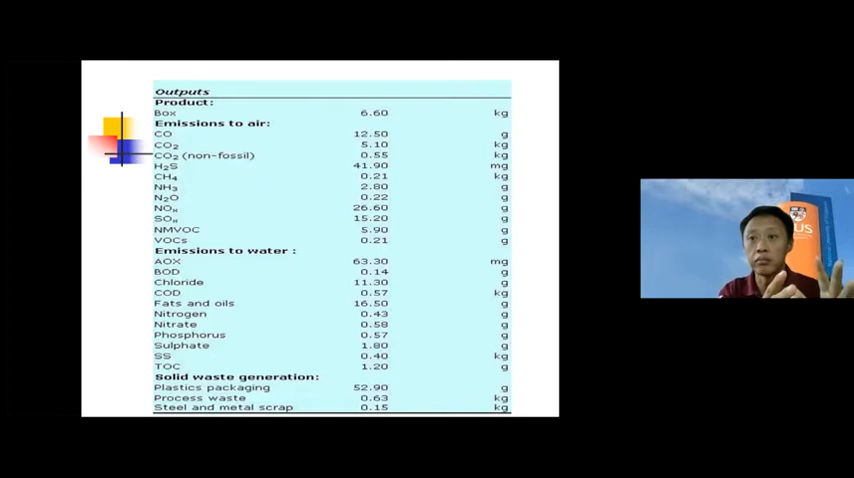 Outputs
Product:
Box 6.60 kg
Emissions to air:
CO 12.50 g
CO₂ 5.10 kg
CO₂ (non-fossil) 0.55 kg
H₂S 41.90 mg
CH₄ 0.21 kg
NH₃ 2.80 g
N₂O 0.22 g
NOₓ 26.60 g
SOₓ 15.20 g
NMVOC 5.90 g
VOCs 0.21 g
Emissions to water :
AOX 63.30 mg
BOD 0.14 g
Chloride 11.30 g
COD 0.57 kg
Fats and oils 16.50 g
Nitrogen 0.43 g
Nitrate 0.58 g
Phosphorus 0.57 g
Sulphate 1.80 g
SS 0.40 kg
TOC 1.20 g
Solid waste generation:
Plastics packaging 52.90 g
Process waste 0.63 kg
Steel and metal scrap 0.15 kg
US